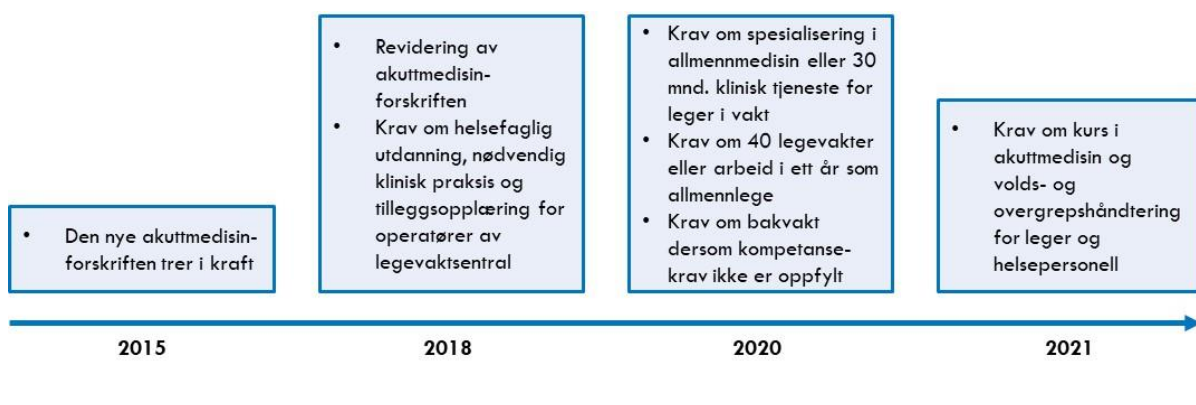 • Den nye akuttmedisin-
forskriften trer i kraft
• Revidering av
akuttmedisin-
forskriften
• Krav om helsefaglig
utdanning, nødvendig
klinisk praksis og
tilleggsopplæring for
operatører av
legevaktsentral
• Krav om spesialisering i
allmennmedisin eller 30
mnd. klinisk tjeneste for
leger i vakt
• Krav om 40 legevakter
eller arbeid i ett år som
allmennlege
• Krav om bakvakt
dersom kompetanse-
krav ikke er oppfylt
• Krav om kurs i
akuttmedisin og
volds- og
overgrepshåndtering
for leger og
helsepersonell
2015
2018
2020
2021